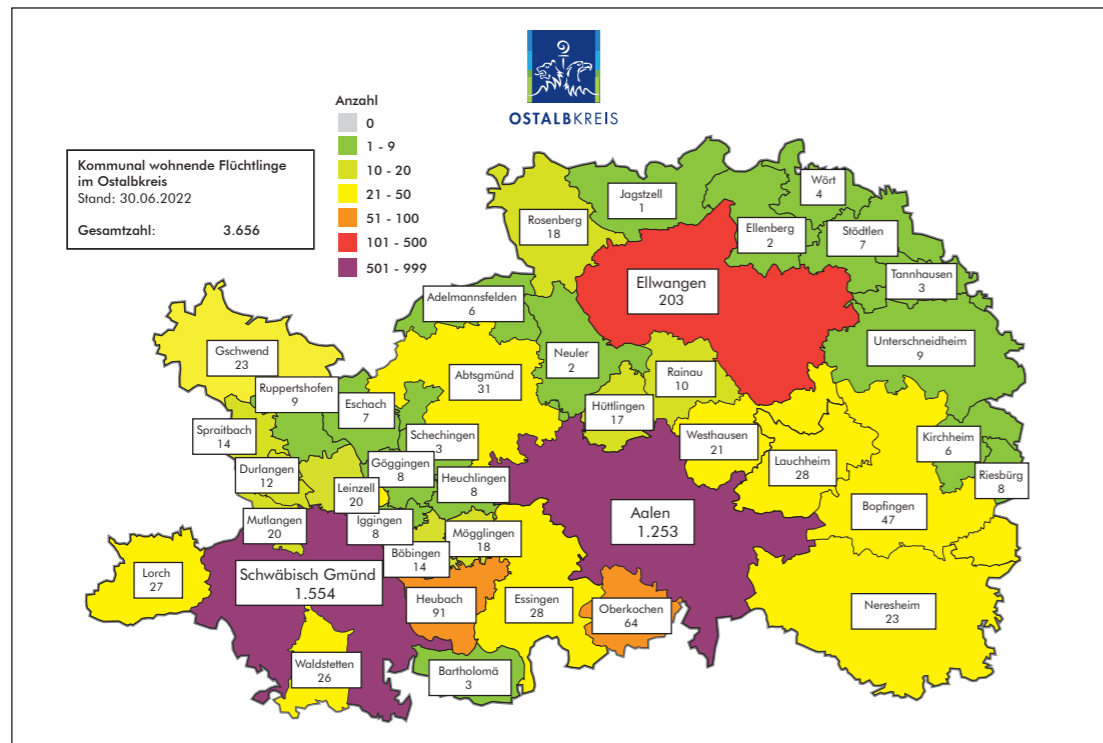 OSTALBKREIS
Anzahl
0
1 - 9
10 - 20
21 - 50
51 - 100
101 - 500
501 - 999
Kommunal wohnende Flüchtlinge
im Ostalbkreis
Stand: 30.06.2022
Gesamtzahl: 3.656
Wört
4
Jagstzell
1
Rosenberg
18
Ellenberg
2
Stödtlen
7
Tannhausen
3
Ellwangen
203
Adelmannsfelden
6
Unterschneidheim
9
Gschwend
23
Neuler
2
Abtsgmünd
31
Rainau
10
Ruppertshofen
9
Eschach
7
Hüttlingen
17
Spraitbach
14
Schechingen
3
Westhausen
21
Kirchheim
6
Durlangen
12
Göggingen
8
Heuchlingen
8
Lauchheim
28
Riesbürg
8
Leinzell
20
Bopfingen
47
Aalen
1.253
Mutlangen
20
Iggingen
8
Mögglingen
18
Böbingen
14
Lorch
27
Schwäbisch Gmünd
1.554
Heubach
91
Essingen
28
Oberkochen
64
Neresheim
23
Waldstetten
26
Bartholomä
3